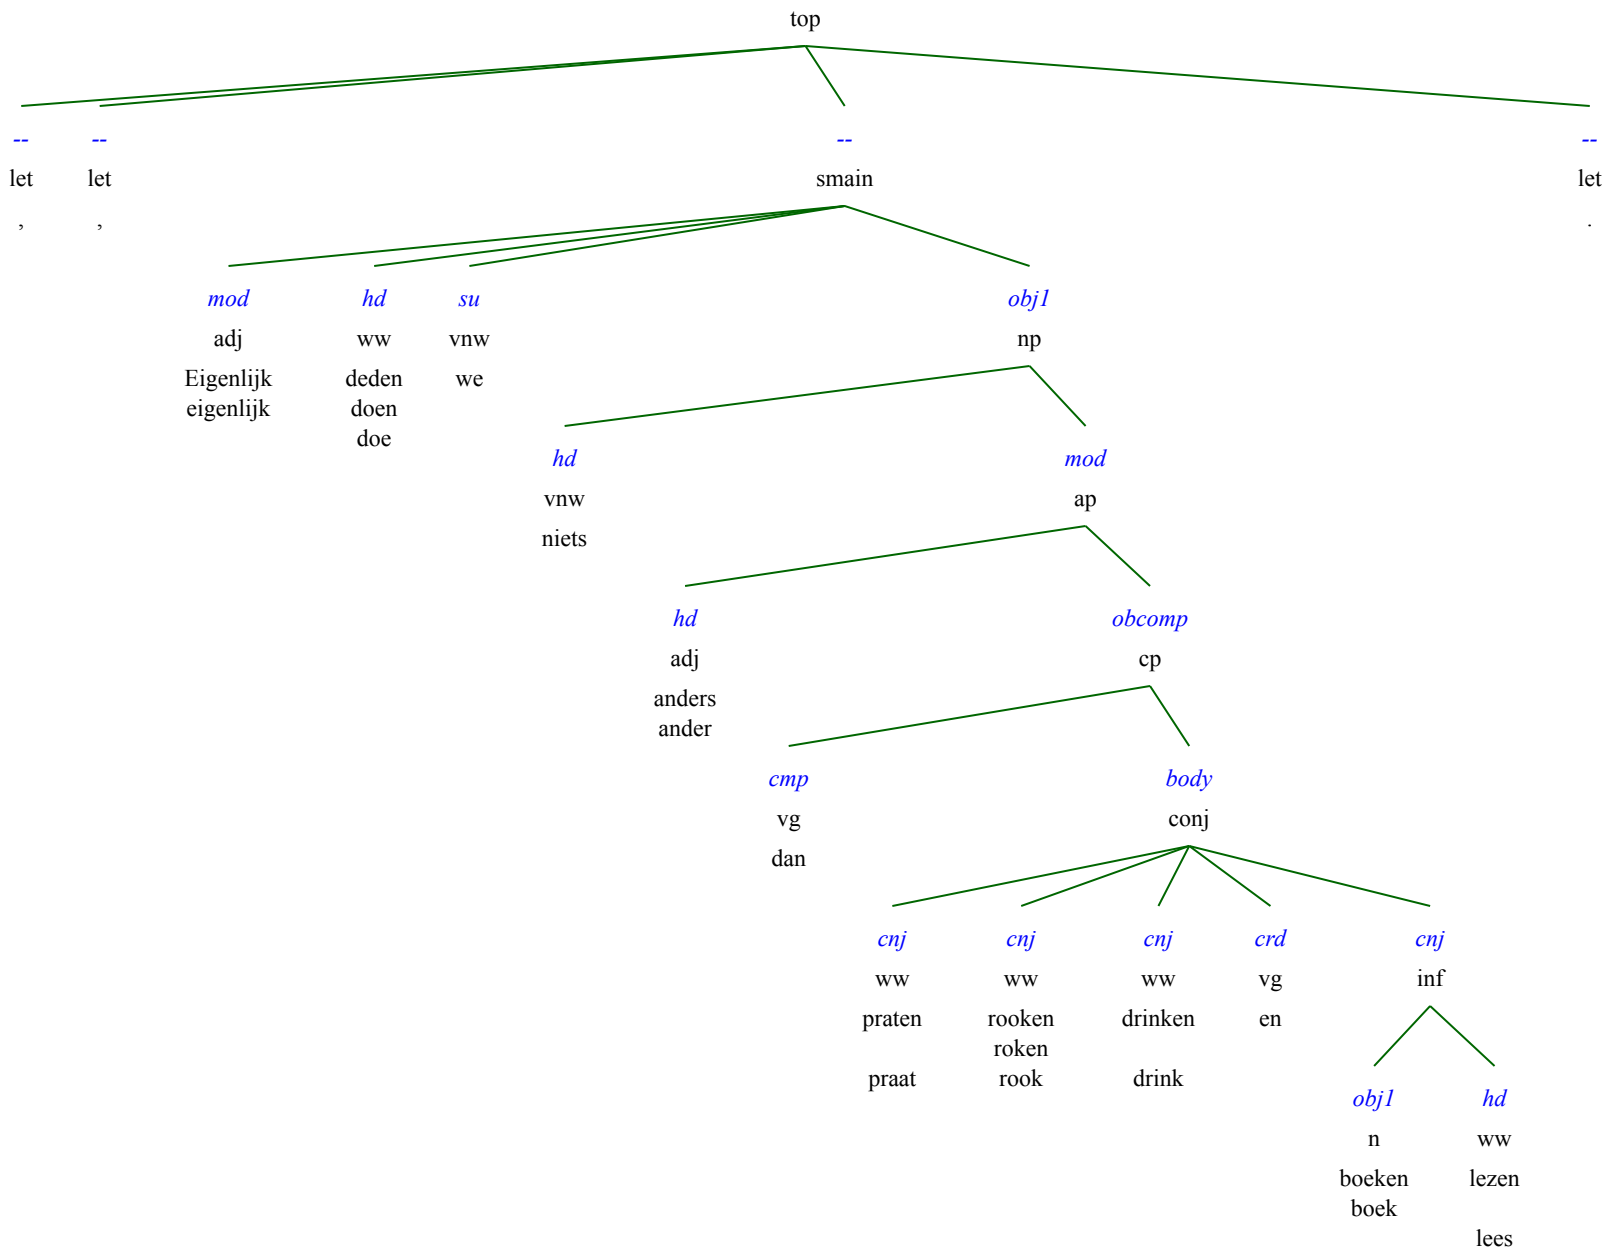 top
-- -- -- --
let let smain let
, , .
mod hd su obj1
adj ww vnw np
Eigenlijk deden we
eigenlijk doen
doe
hd mod
vnw ap
niets
hd obcomp
adj cp
anders
ander
cmp body
vg conj
dan
cnj cnj cnj crd cnj
ww ww ww vg inf
praten rooken drinken en
roken
praat rook drink
obj1 hd
n ww
boeken lezen
boek
lees